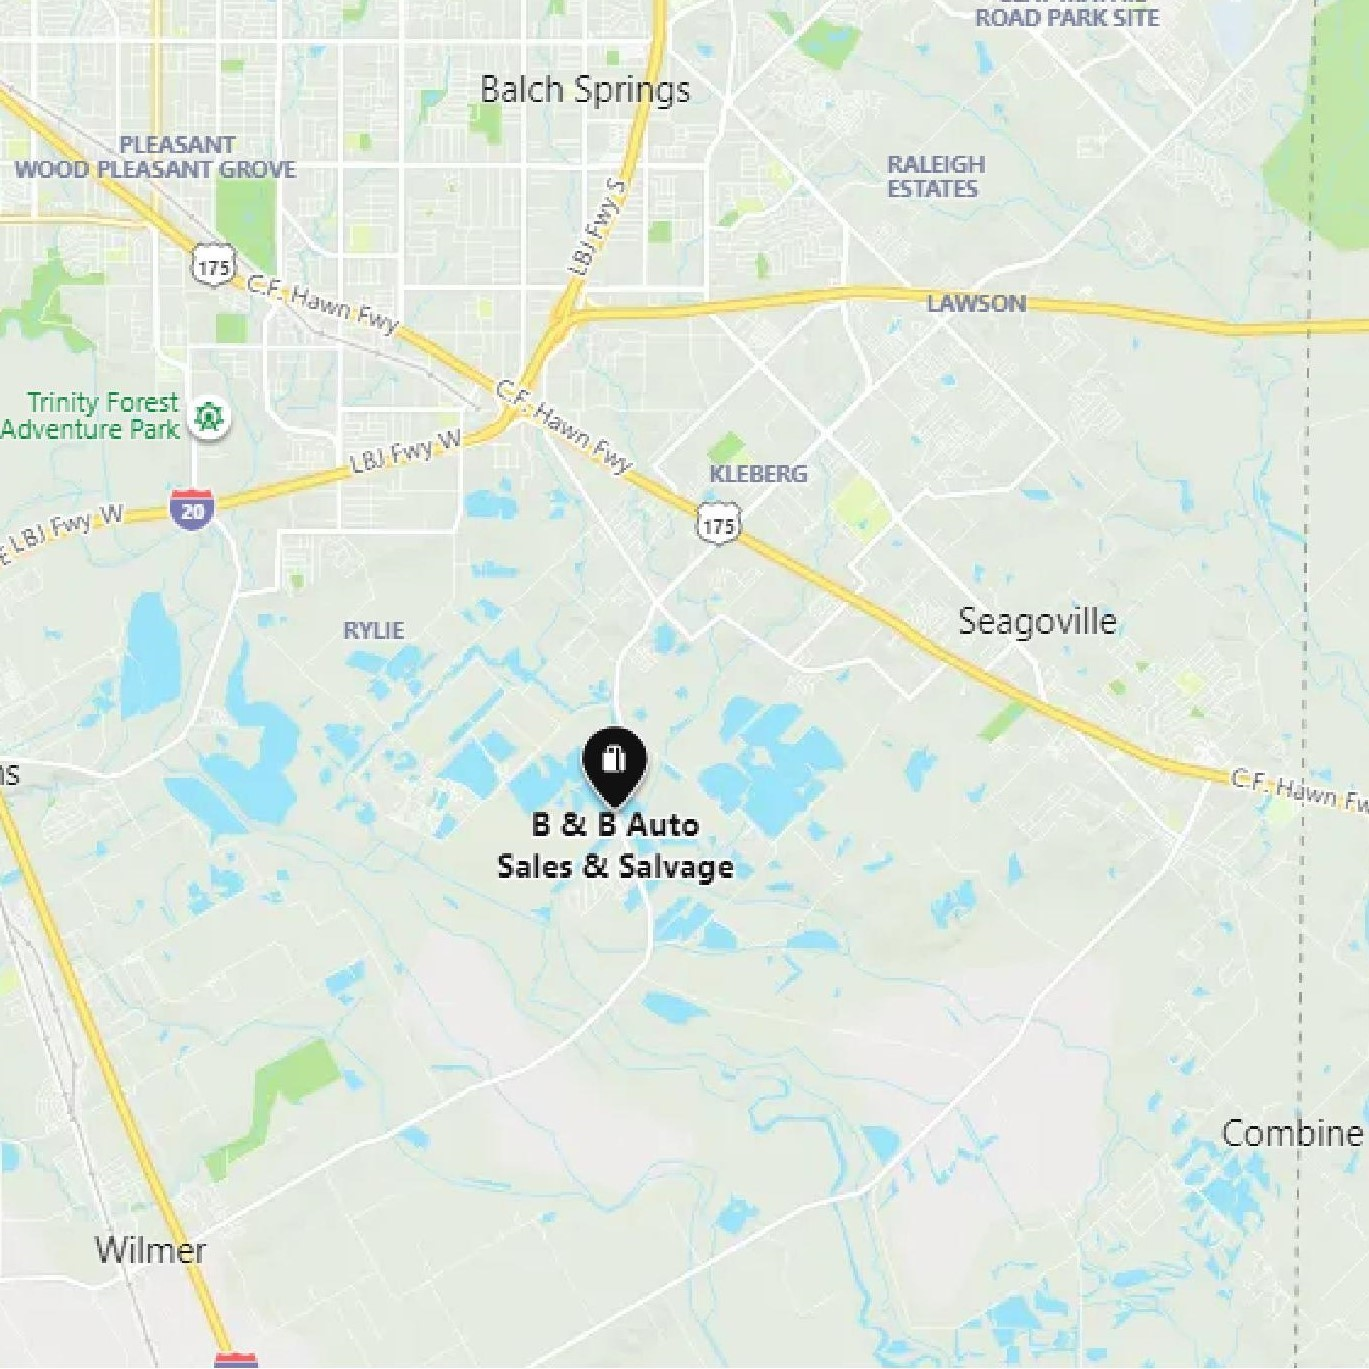 ROAD PARK SITE
Balch Springs
PLEASANT
WOOD PLEASANT GROVE
RALEIGH
ESTATES
LBJ Fwy S
175
C.F. Hawn Fwy
LAWSON
Trinity Forest
Adventure Park
C.F. Hawn Fwy
LBJ Fwy W
KLEBERG
20
175
E LBJ Fwy W
Seagoville
RYLIE
ns
C.F. Hawn Fw
B & B Auto
Sales & Salvage
Combine
Wilmer